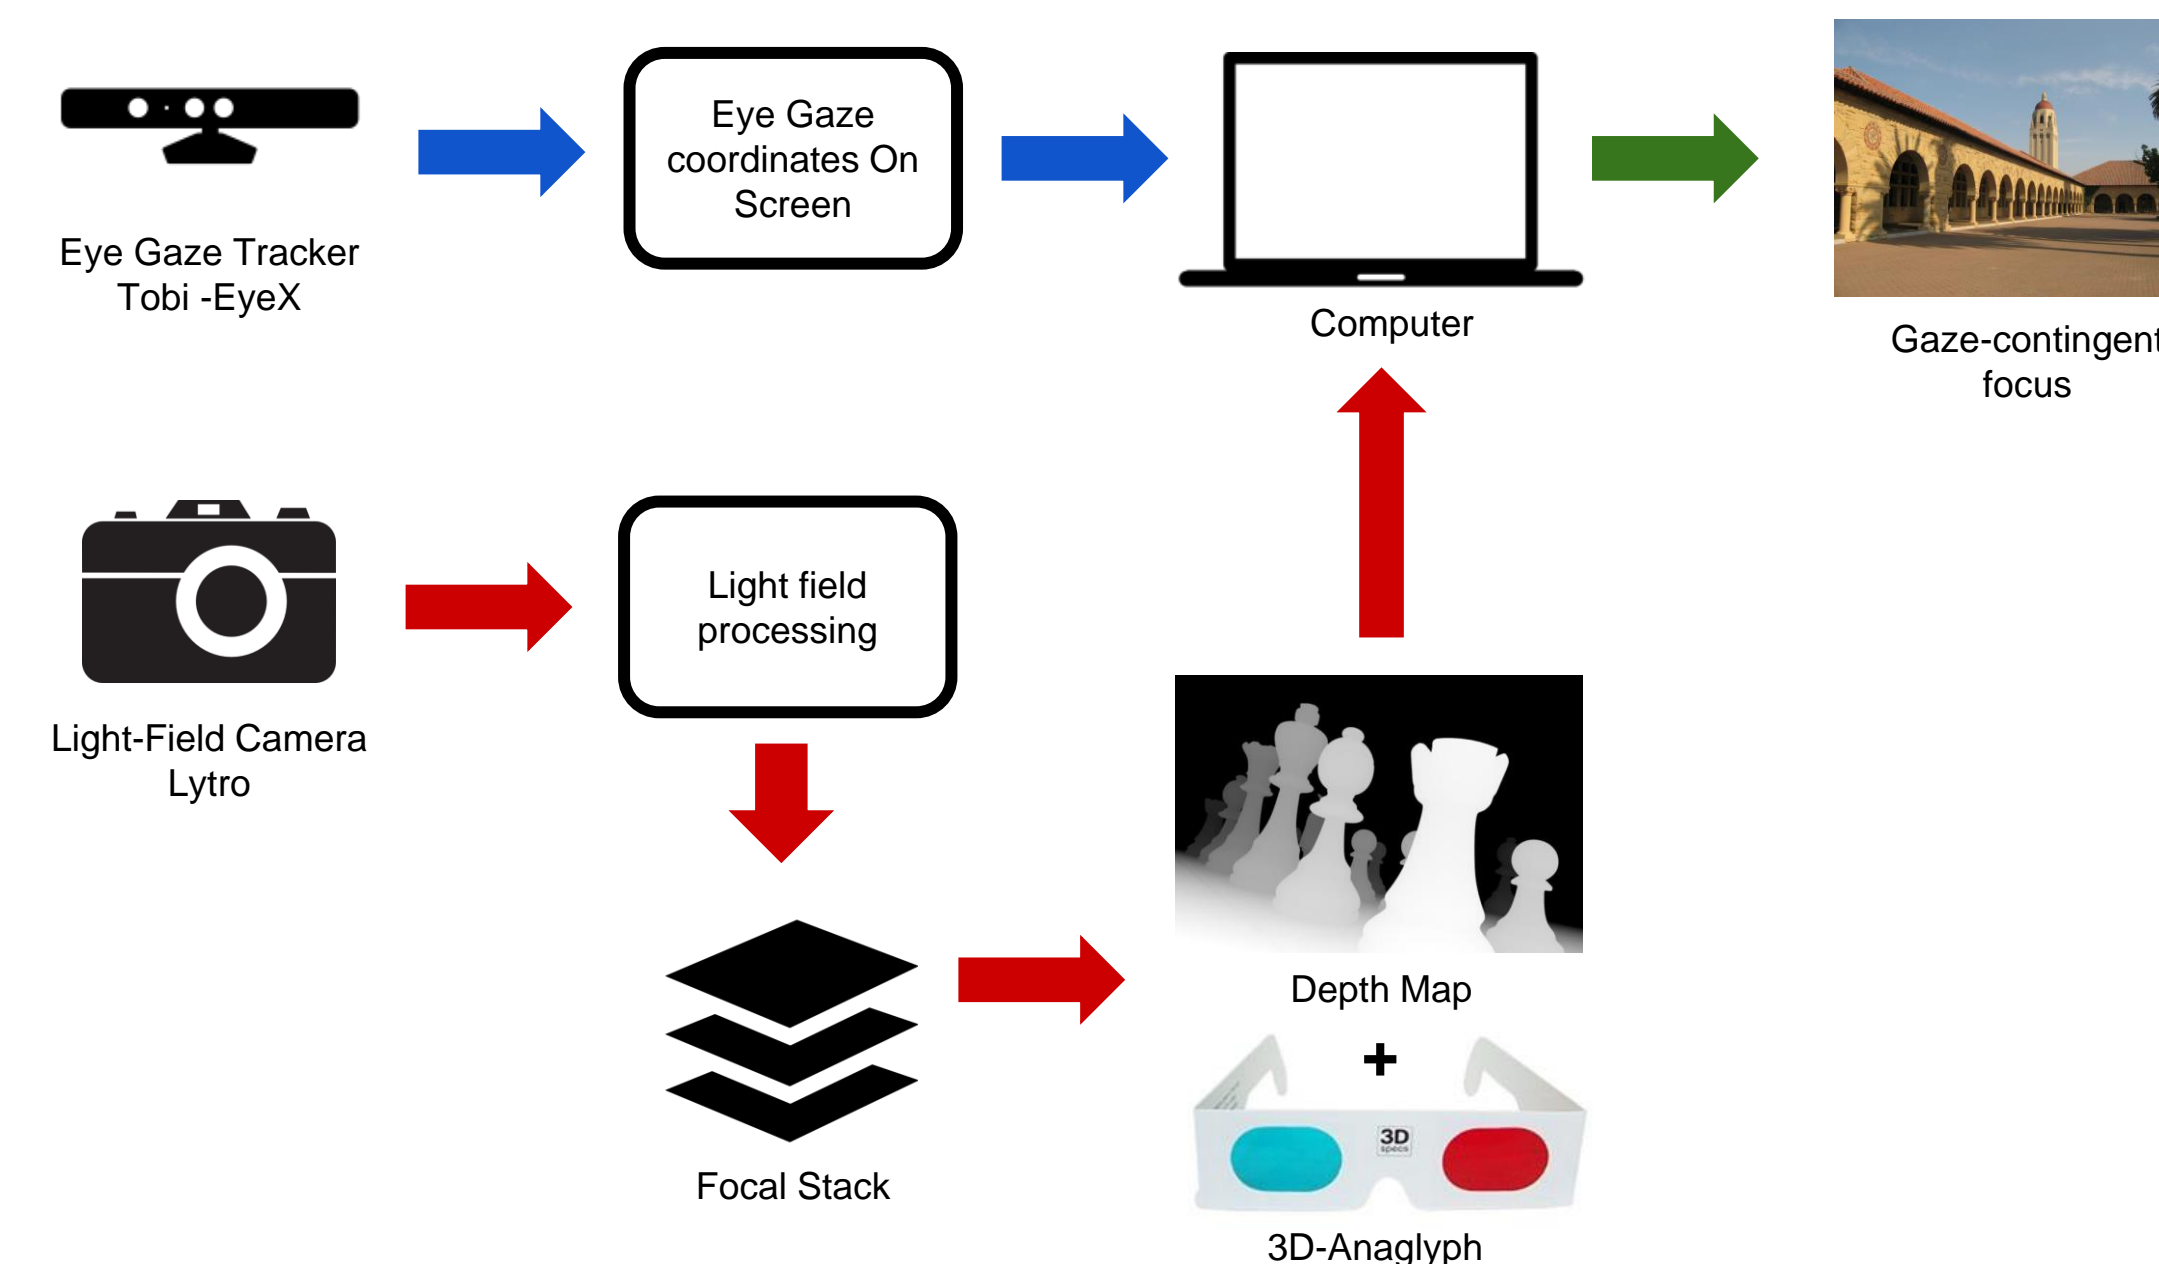 Eye Gaze Tracker
Tobi -EyeX
Eye Gaze
coordinates On
Screen
Computer
Gaze-contingent
focus
Light-Field Camera
Lytro
Light field
processing
Focal Stack
Depth Map
+
3D
specs
3D-Anaglyph